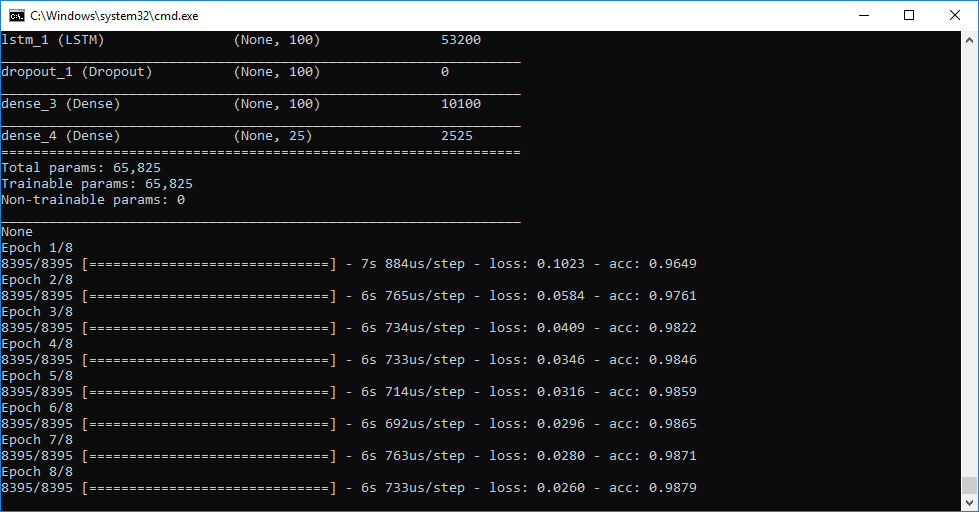 C:\Windows\system32\cmd.exe
lstm_1 (LSTM)                (None, 100)               53200
_________________________________________________________________
dropout_1 (Dropout)          (None, 100)               0
_________________________________________________________________
dense_3 (Dense)              (None, 100)               10100
_________________________________________________________________
dense_4 (Dense)              (None, 25)                2525
=================================================================
Total params: 65,825
Trainable params: 65,825
Non-trainable params: 0
_________________________________________________________________
None
Epoch 1/8
8395/8395 [==============================] - 7s 884us/step - loss: 0.1023 - acc: 0.9649
Epoch 2/8
8395/8395 [==============================] - 6s 765us/step - loss: 0.0584 - acc: 0.9761
Epoch 3/8
8395/8395 [==============================] - 6s 734us/step - loss: 0.0409 - acc: 0.9822
Epoch 4/8
8395/8395 [==============================] - 6s 733us/step - loss: 0.0346 - acc: 0.9846
Epoch 5/8
8395/8395 [==============================] - 6s 714us/step - loss: 0.0316 - acc: 0.9859
Epoch 6/8
8395/8395 [==============================] - 6s 692us/step - loss: 0.0296 - acc: 0.9865
Epoch 7/8
8395/8395 [==============================] - 6s 763us/step - loss: 0.0280 - acc: 0.9871
Epoch 8/8
8395/8395 [==============================] - 6s 733us/step - loss: 0.0260 - acc: 0.9879